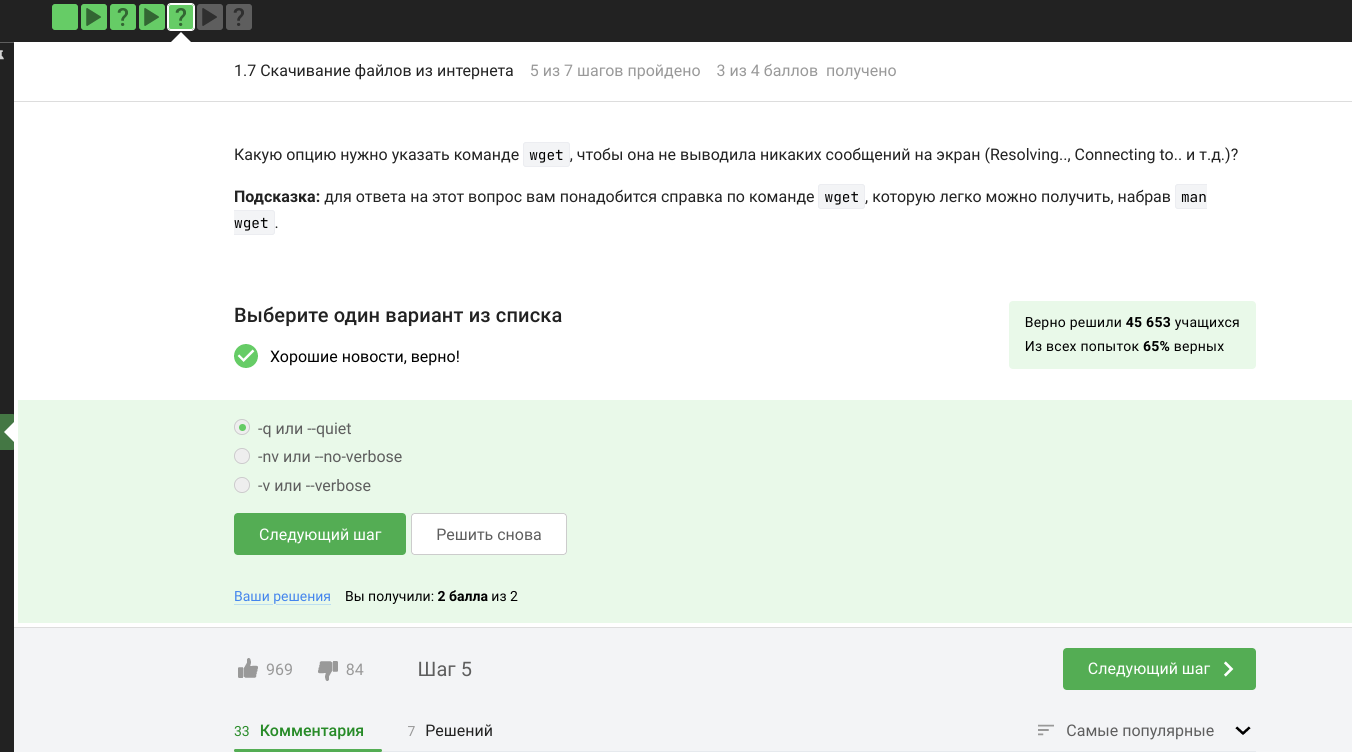 ? ? ?
1.7 Скачивание файлов из интернета 5 из 7 шагов пройдено 3 из 4 баллов получено
Какую опцию нужно указать команде wget, чтобы она не выводила никаких сообщений на экран (Resolving.., Connecting to.. и т.д.)?
Подсказка: для ответа на этот вопрос вам понадобится справка по команде wget, которую легко можно получить, набрав man
wget.
Выберите один вариант из списка
Хорошие новости, верно!
Верно решили 45 653 учащихся
Из всех попыток 65% верных
-q или --quiet
-nv или --no-verbose
-v или --verbose
Следующий шаг Решить снова
Ваши решения Вы получили: 2 балла из 2
969 84 Шаг 5 Следующий шаг
33 Комментария 7 Решений Самые популярные